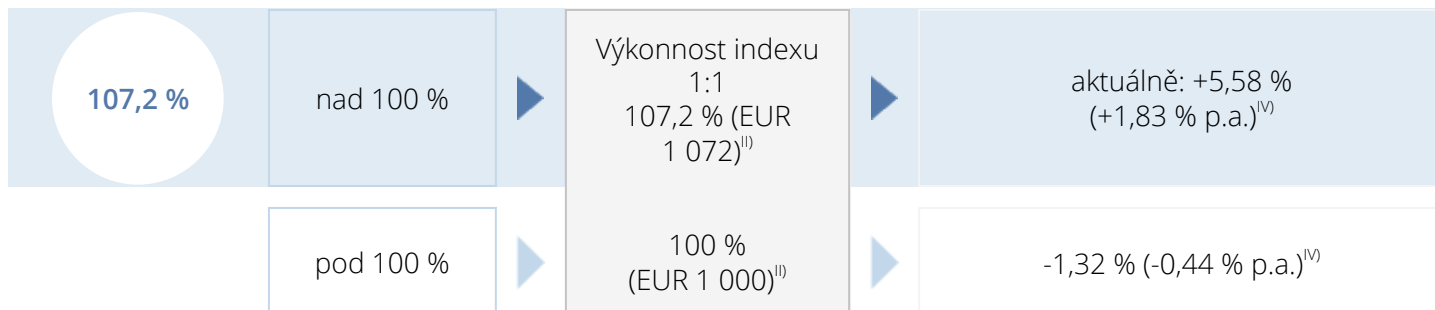 107,2 %
nad 100 %
Výkonnost indexu
1:1
107,2 % (EUR
1 072)II)
aktuálně: +5,58 %
(+1,83 % p.a.)IV)
pod 100 %
100 %
(EUR 1 000)II)
-1,32 % (-0,44 % p.a.)IV)